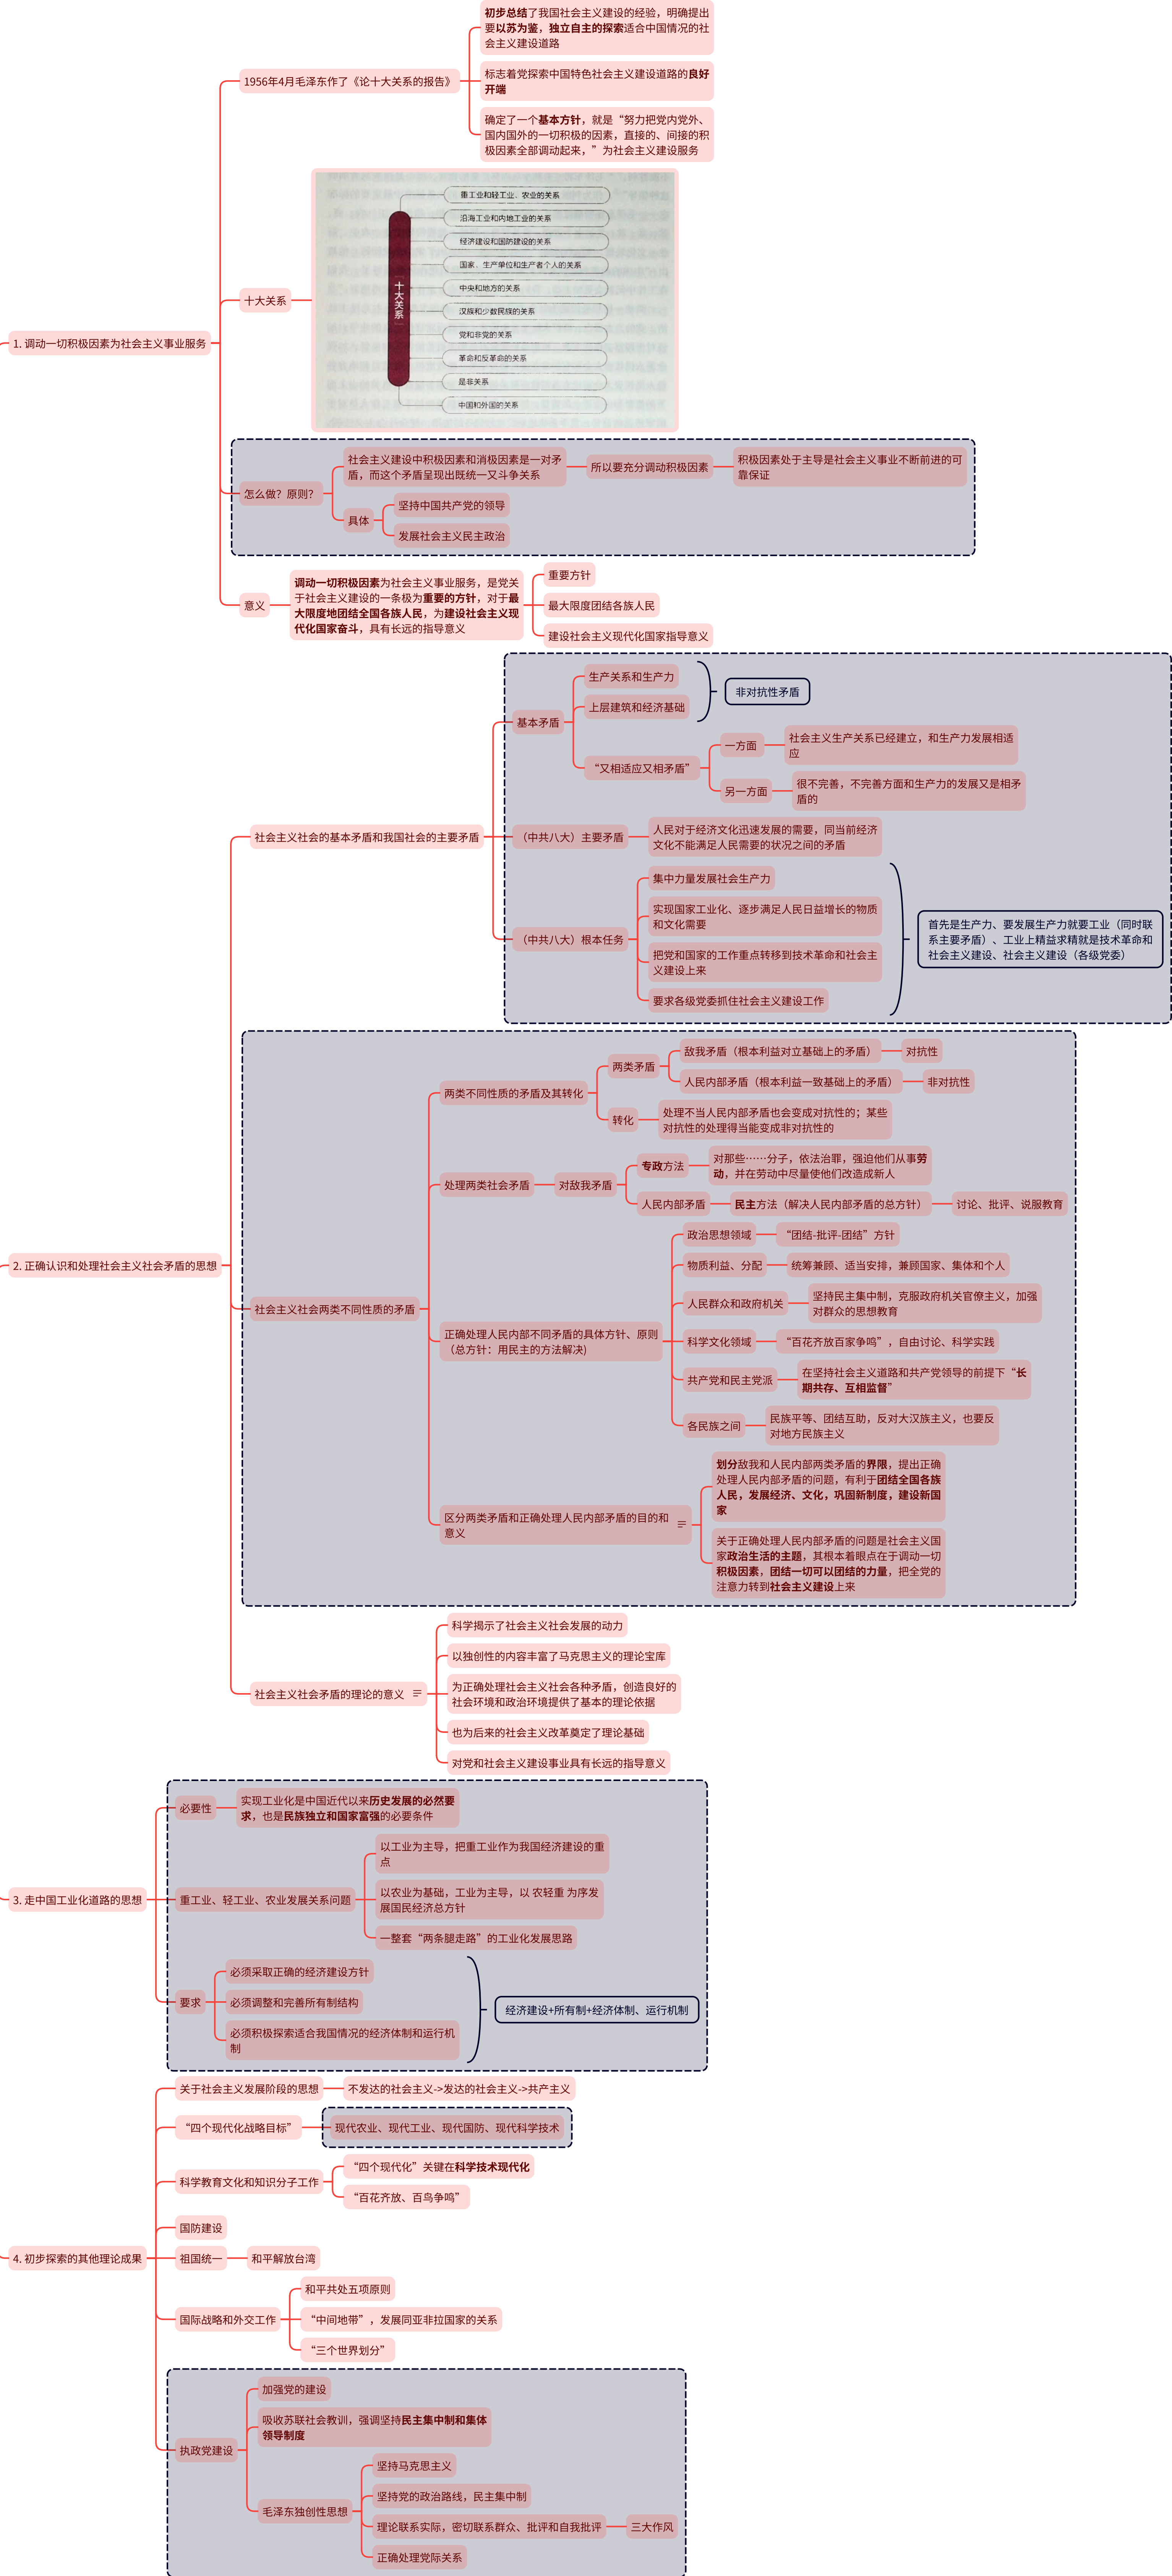 1. 调动一切积极因素为社会主义事业服务
1956年4月毛泽东作了《论十大关系的报告》
初步总结了我国社会主义建设的经验，明确提出
要以苏为鉴，独立自主的探索适合中国情况的社
会主义建设道路
标志着党探索中国特色社会主义建设道路的良好
开端
确定了一个基本方针，就是“努力把党内党外、
国内国外的一切积极的因素，直接的、间接的积
极因素全部调动起来，”为社会主义建设服务
十大关系
十大关系
重工业和轻工业、农业的关系
沿海工业和内地工业的关系
经济建设和国防建设的关系
国家、生产单位和生产者个人的关系
中央和地方的关系
汉族和少数民族的关系
党和非党的关系
革命和反革命的关系
是非关系
中国和外国的关系
怎么做？原则？
社会主义建设中积极因素和消极因素是一对矛
盾，而这个矛盾呈现出既统一又斗争关系
所以要充分调动积极因素
积极因素处于主导是社会主义事业不断前进的可
靠保证
具体
坚持中国共产党的领导
发展社会主义民主政治
意义
调动一切积极因素为社会主义事业服务，是党关
于社会主义建设的一条极为重要的方针，对于最
大限度地团结全国各族人民，为建设社会主义现
代化国家奋斗，具有长远的指导意义
重要方针
最大限度团结各族人民
建设社会主义现代化国家指导意义
2. 正确认识和处理社会主义社会矛盾的思想
社会主义社会的基本矛盾和我国社会的主要矛盾
基本矛盾
生产关系和生产力
上层建筑和经济基础
非对抗性矛盾
“又相适应又相矛盾”
一方面
社会主义生产关系已经建立，和生产力发展相适
应
另一方面
很不完善，不完善方面和生产力的发展又是相矛
盾的
（中共八大）主要矛盾
人民对于经济文化迅速发展的需要，同当前经济
文化不能满足人民需要的状况之间的矛盾
（中共八大）根本任务
集中力量发展社会生产力
实现国家工业化、逐步满足人民日益增长的物质
和文化需要
把党和国家的工作重点转移到技术革命和社会主
义建设上来
要求各级党委抓住社会主义建设工作
首先是生产力、要发展生产力就要工业（同时联
系主要矛盾）、工业上精益求精就是技术革命和
社会主义建设、社会主义建设（各级党委）
社会主义社会两类不同性质的矛盾
两类不同性质的矛盾及其转化
两类矛盾
敌我矛盾（根本利益对立基础上的矛盾）
对抗性
人民内部矛盾（根本利益一致基础上的矛盾）
非对抗性
转化
处理不当人民内部矛盾也会变成对抗性的；某些
对抗性的处理得当能变成非对抗性的
处理两类社会矛盾
对敌我矛盾
专政方法
对那些……分子，依法治罪，强迫他们从事劳
动，并在劳动中尽量使他们改造成新人
人民内部矛盾
民主方法（解决人民内部矛盾的总方针）
讨论、批评、说服教育
正确处理人民内部不同矛盾的具体方针、原则
（总方针：用民主的方法解决)
政治思想领域
“团结-批评-团结”方针
物质利益、分配
统筹兼顾、适当安排，兼顾国家、集体和个人
人民群众和政府机关
坚持民主集中制，克服政府机关官僚主义，加强
对群众的思想教育
科学文化领域
“百花齐放百家争鸣”，自由讨论、科学实践
共产党和民主党派
在坚持社会主义道路和共产党领导的前提下“长
期共存、互相监督”
各民族之间
民族平等、团结互助，反对大汉族主义，也要反
对地方民族主义
区分两类矛盾和正确处理人民内部矛盾的目的和
意义
划分敌我和人民内部两类矛盾的界限，提出正确
处理人民内部矛盾的问题，有利于团结全国各族
人民，发展经济、文化，巩固新制度，建设新国
家
关于正确处理人民内部矛盾的问题是社会主义国
家政治生活的主题，其根本着眼点在于调动一切
积极因素，团结一切可以团结的力量，把全党的
注意力转到社会主义建设上来
社会主义社会矛盾的理论的意义
科学揭示了社会主义社会发展的动力
以独创性的内容丰富了马克思主义的理论宝库
为正确处理社会主义社会各种矛盾，创造良好的
社会环境和政治环境提供了基本的理论依据
也为后来的社会主义改革奠定了理论基础
对党和社会主义建设事业具有长远的指导意义
3. 走中国工业化道路的思想
必要性
实现工业化是中国近代以来历史发展的必然要
求，也是民族独立和国家富强的必要条件
重工业、轻工业、农业发展关系问题
以工业为主导，把重工业作为我国经济建设的重
点
以农业为基础，工业为主导，以 农轻重 为序发
展国民经济总方针
一整套“两条腿走路”的工业化发展思路
要求
必须采取正确的经济建设方针
必须调整和完善所有制结构
必须积极探索适合我国情况的经济体制和运行机
制
经济建设+所有制+经济体制、运行机制
4. 初步探索的其他理论成果
关于社会主义发展阶段的思想
不发达的社会主义->发达的社会主义->共产主义
“四个现代化战略目标”
现代农业、现代工业、现代国防、现代科学技术
科学教育文化和知识分子工作
“四个现代化”关键在科学技术现代化
“百花齐放、百鸟争鸣”
国防建设
祖国统一
和平解放台湾
国际战略和外交工作
和平共处五项原则
“中间地带”，发展同亚非拉国家的关系
“三个世界划分”
执政党建设
加强党的建设
吸收苏联社会教训，强调坚持民主集中制和集体
领导制度
毛泽东独创性思想
坚持马克思主义
坚持党的政治路线，民主集中制
理论联系实际，密切联系群众、批评和自我批评
三大作风
正确处理党际关系